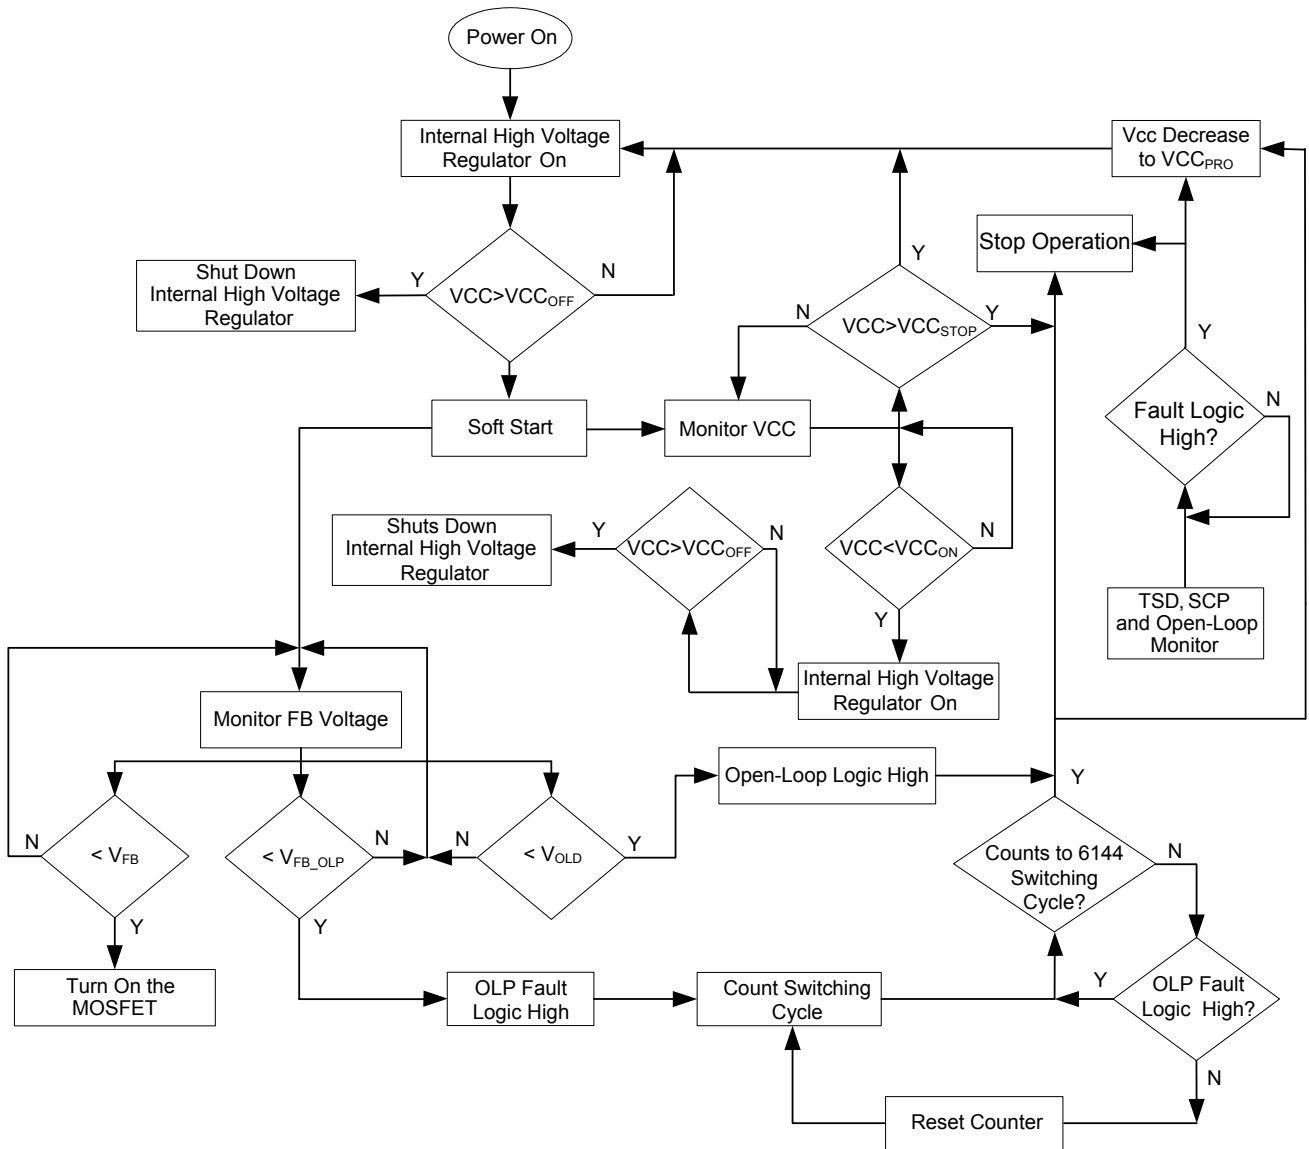 Power On
Internal High Voltage
Regulator On
Vcc Decrease
to VCCPRO
Stop Operation
Y
Shut Down
Internal High Voltage
Regulator
Y
VCC>VCCOFF
N
N
VCC>VCCSTOP
Y
Y
Fault Logic
High?
N
Soft Start
Monitor VCC
Shuts Down
Internal High Voltage
Regulator
Y
VCC>VCCOFF
N
VCC<VCCON
N
Y
TSD, SCP
and Open-Loop
Monitor
Internal High Voltage
Regulator On
Monitor FB Voltage
Open-Loop Logic High
Y
N
< VFB
Y
< VFB_OLP
N
Y
< VOLD
Y
N
Counts to 6144
Switching
Cycle?
N
Turn On the
MOSFET
OLP Fault
Logic High
Count Switching
Cycle
Y
OLP Fault
Logic High?
N
Reset Counter